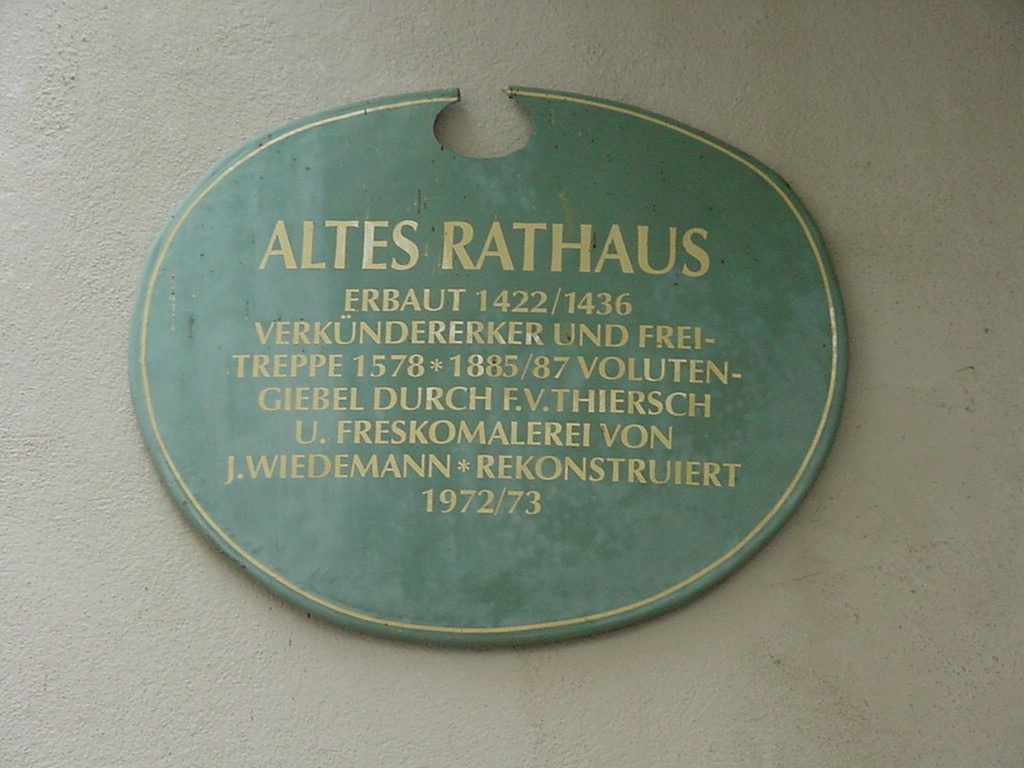 ALTES RATHAUS
ERBAUT 1422/1436
VERKÜNDERERKER UND FREI-
TREPPE 1578*1885/87 VOLUTEN-
GIEBEL DURCH F.V.THIERSCH
U. FRESKOMALEREI VON
J.WIEDEMANN*REKONSTRUIERT
1972/73